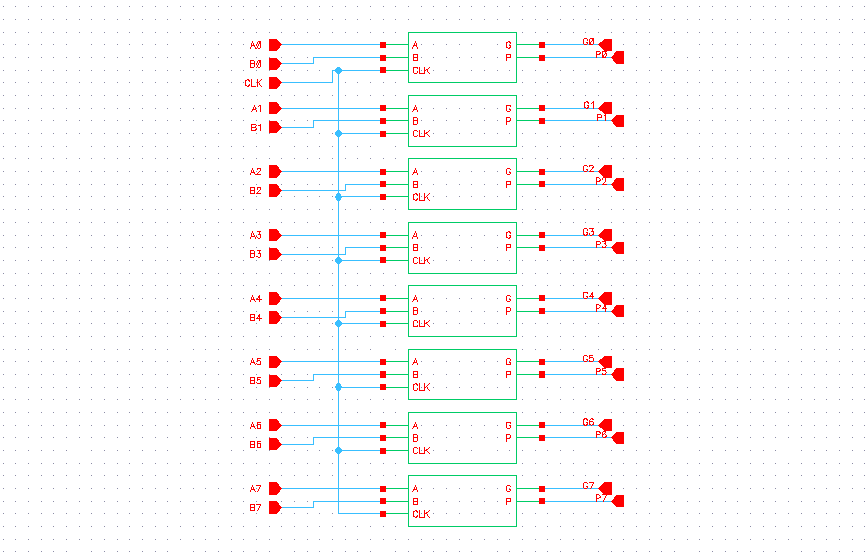 A0 A G G0
B0 B P P0
CLK CLK
A1 A G G1
B1 B P P1
CLK
A2 A G G2
B2 B P P2
CLK
A3 A G G3
B3 B P P3
CLK
A4 A G G4
B4 B P P4
CLK
A5 A G G5
B5 B P P5
CLK
A6 A G G6
B6 B P P6
CLK
A7 A G G7
B7 B P P7
CLK